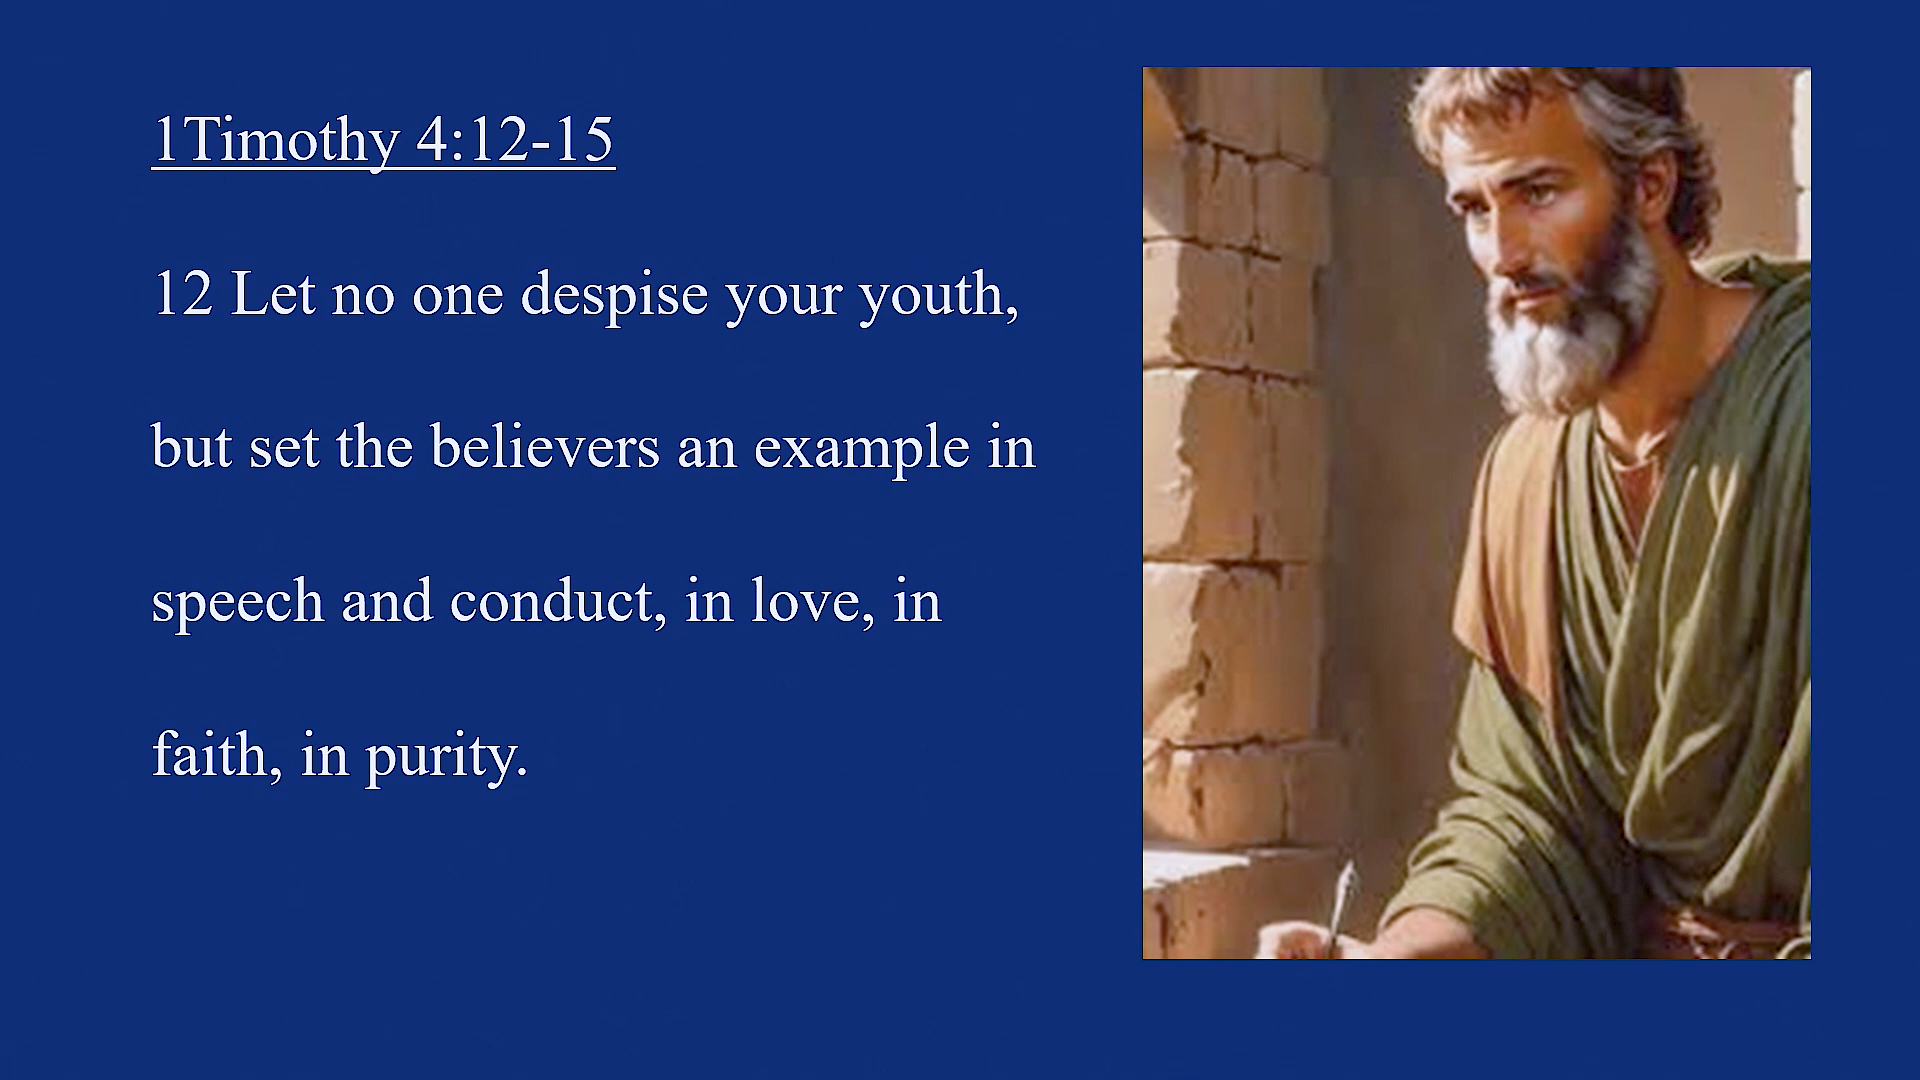 1Timothy 4:12-15
12 Let no one despise your youth,
but set the believers an example in
speech and conduct, in love, in
faith, in purity.